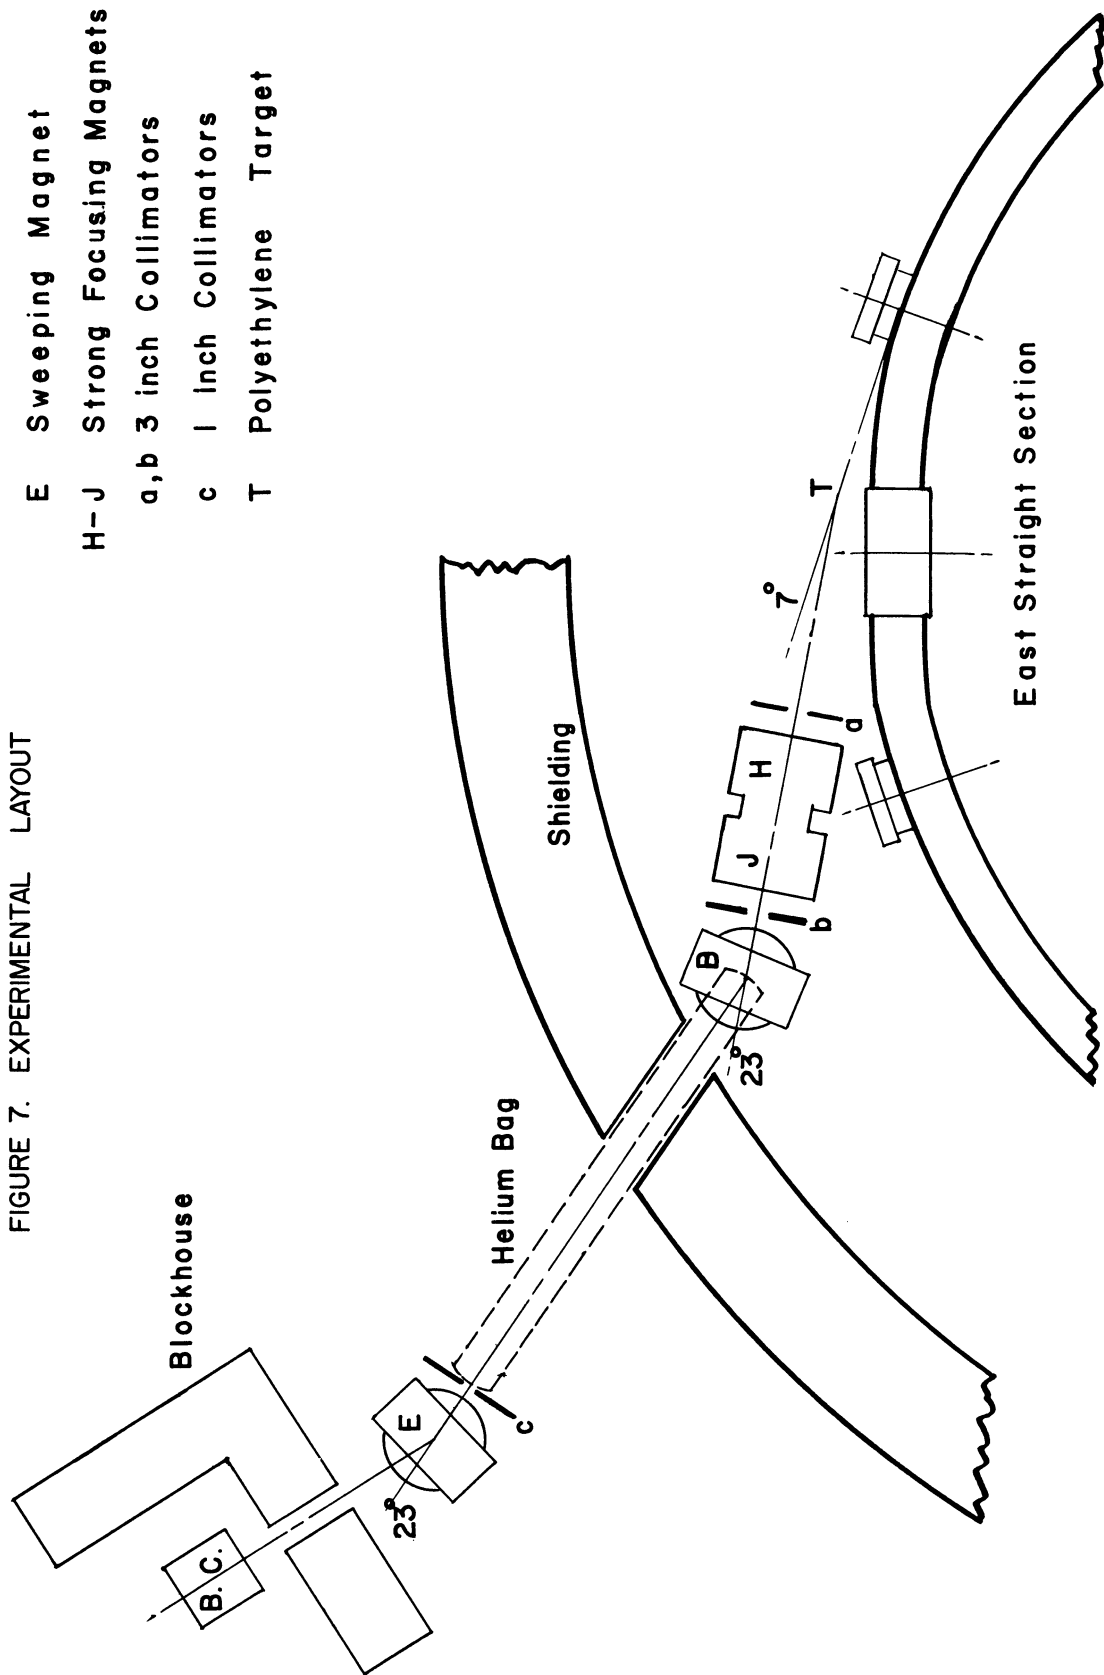 FIGURE 7. EXPERIMENTAL LAYOUT
E Sweeping Magnet
H-J Strong Focusing Magnets
a,b 3 inch Collimators
c 1 inch Collimators
T Polyethylene Target
Blockhouse
B. C.
23°
E
c
Helium Bag
Shielding
23°
B
b
J
H
a
7°
T
East Straight Section